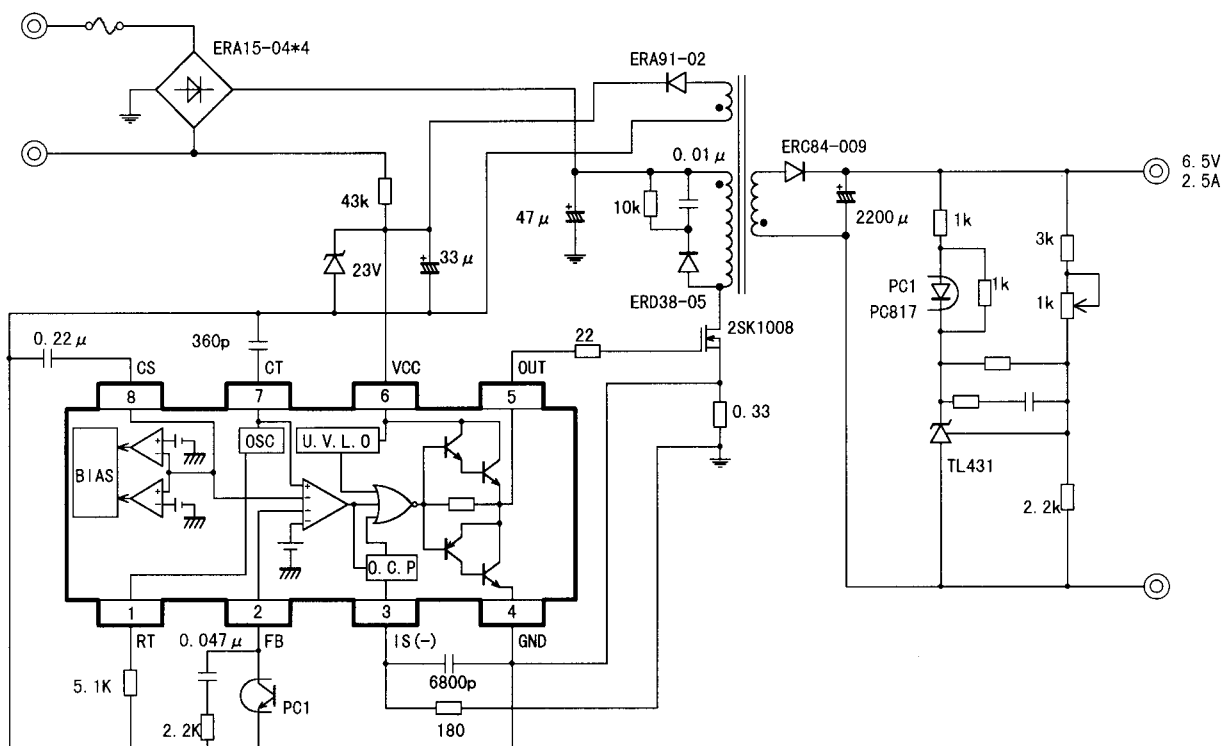 ERA15-04*4
ERA91-02
ERC84-009
6.5V
2.5A
0.01μ
43k
47μ
10k
2200μ
1k
3k
23V
33μ
PC1
PC817
1k
1k
ERD38-05
2SK1008
0.22μ
360p
22
CS
CT
VCC
OUT
8
7
6
5
0.33
OSC
U.V.L.O
BIAS
TL431
2.2k
O.C.P
1
2
3
4
RT
FB
IS(-)
GND
0.047μ
6800p
5.1K
PC1
2.2K
180